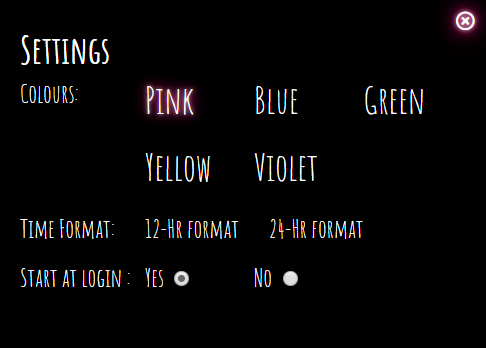 Settings
Colours: Pink Blue Green
Yellow Violet
Time Format: 12-Hr format 24-Hr format
Start at login : Yes No